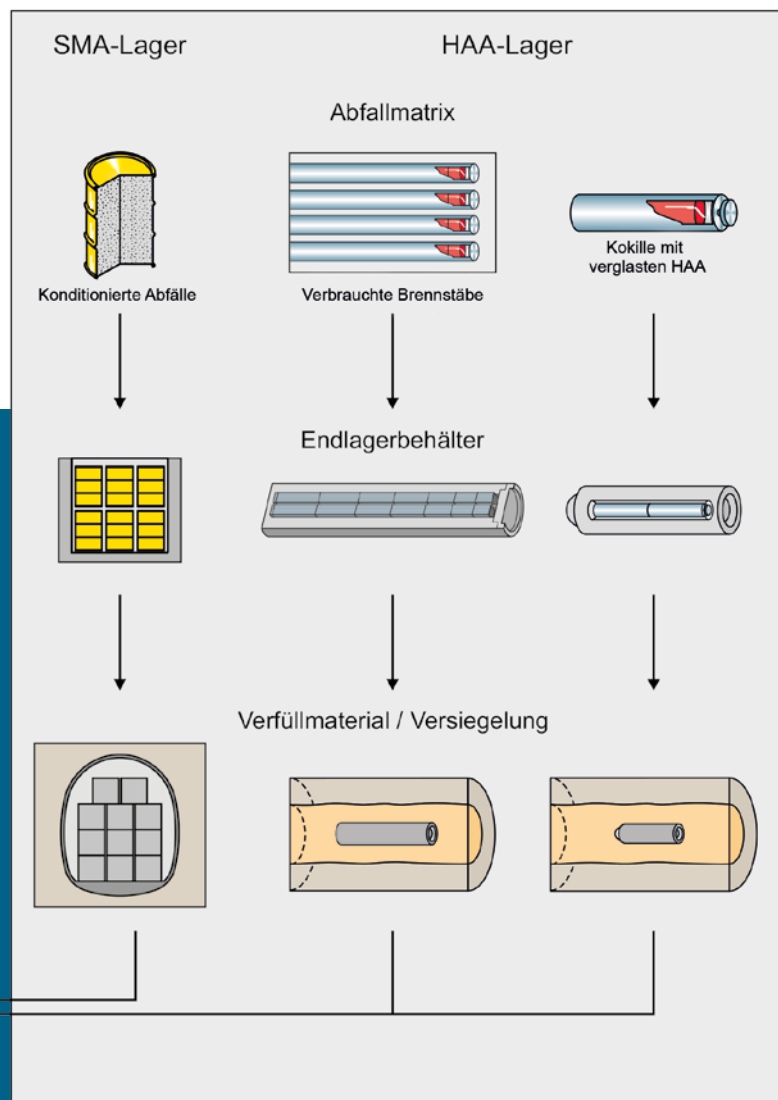 SMA-Lager
HAA-Lager
Abfallmatrix
Konditionierte Abfälle
Verbrauchte Brennstäbe
Kokille mit
verglasten HAA
Endlagerbehälter
Verfüllmaterial / Versiegelung